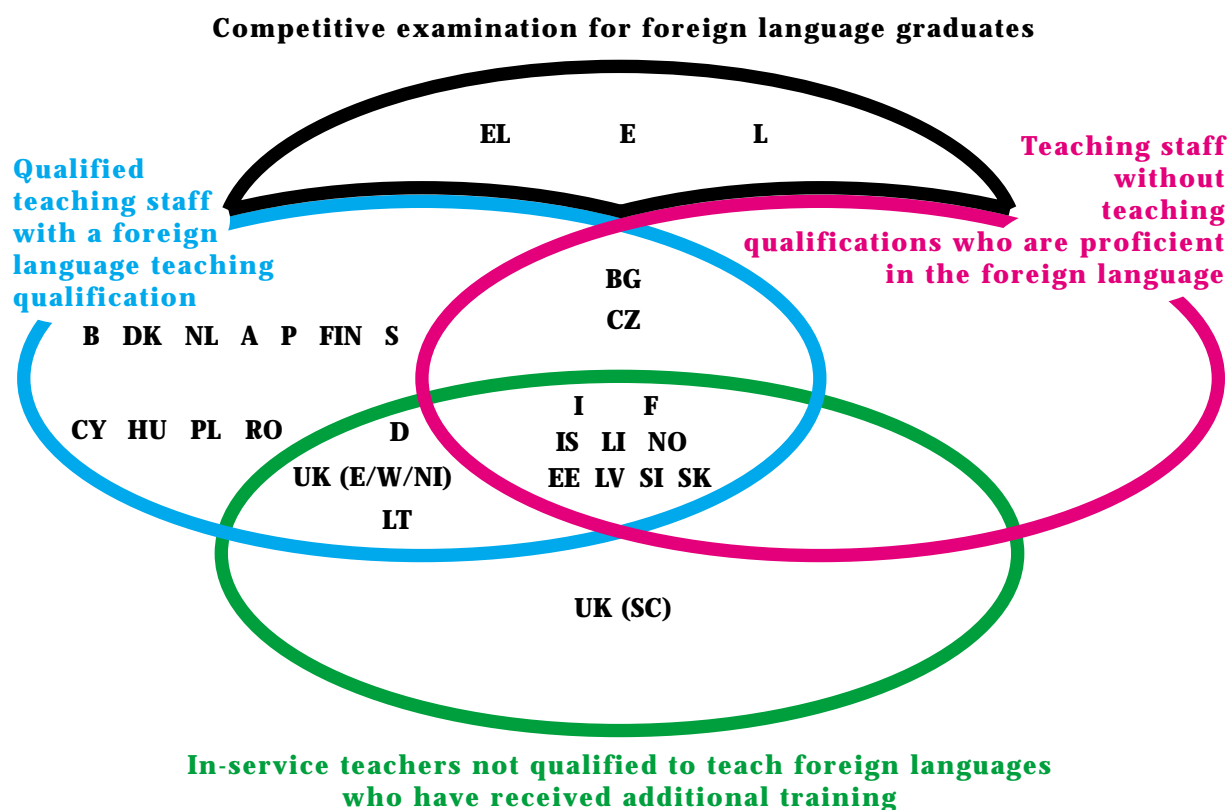 Competitive examination for foreign language graduates
EL E L
Qualified
teaching staff
with a foreign
language teaching
qualification
Teaching staff
without
teaching
qualifications who are proficient
in the foreign language
BG
CZ
B DK NL A P FIN S
CY HU PL RO
D
UK (E/W/NI)
LT
I F
IS LI NO
EE LV SI SK
UK (SC)
In-service teachers not qualified to teach foreign languages
who have received additional training